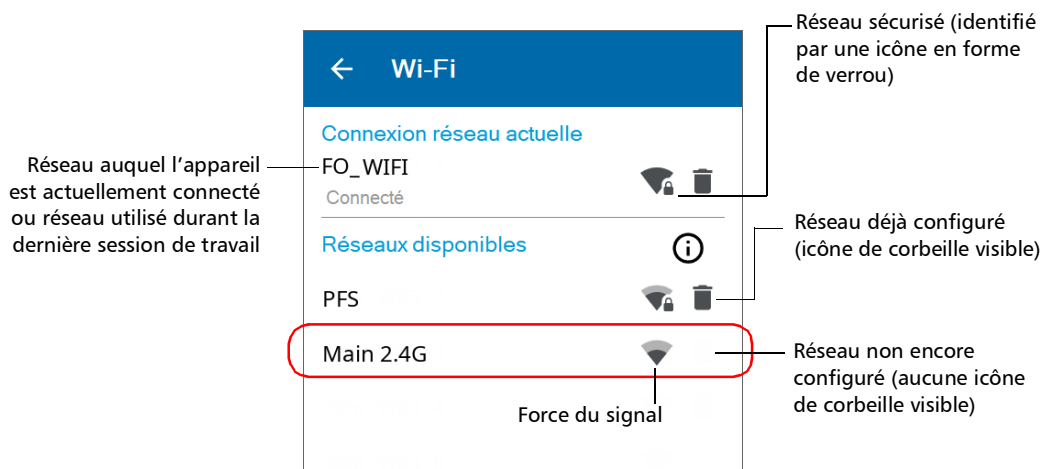 Réseau sécurisé (identifié
par une icône en forme
de verrou)
Wi-Fi
Connexion réseau actuelle
FO_WIFI
Connecté
Réseau auquel l'appareil
est actuellement connecté
ou réseau utilisé durant la
dernière session de travail
Réseaux disponibles
Réseau déjà configuré
(icône de corbeille visible)
PFS
Main 2.4G
Réseau non encore
configuré (aucune icône
de corbeille visible)
Force du signal